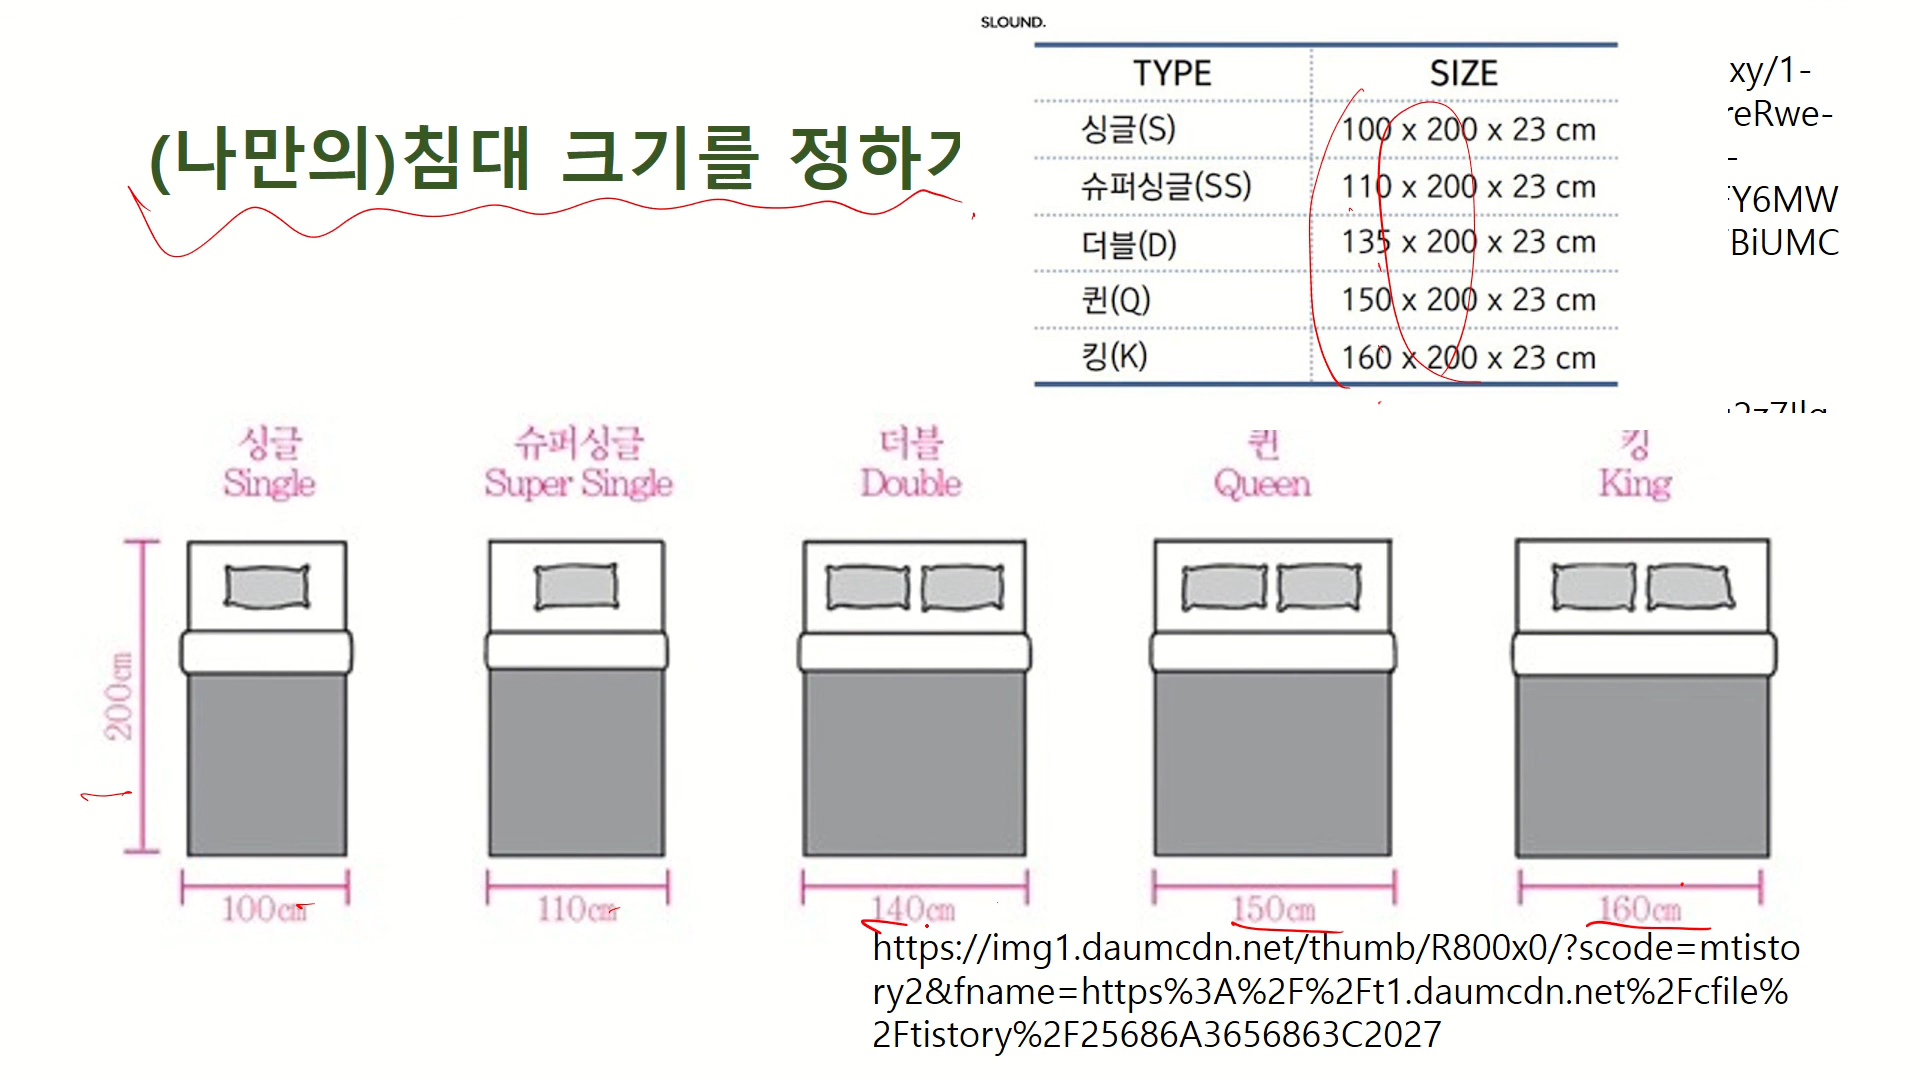 SLOUND.
TYPE SIZE
싱글(S) 100 x 200 x 23 cm
슈퍼싱글(SS) 110 x 200 x 23 cm
더블(D) 135 x 200 x 23 cm
퀸(Q) 150 x 200 x 23 cm
킹(K) 160 x 200 x 23 cm
(나만의)침대 크기를 정하
xy/1-
reRwe-
-
Y6MW
BiUMC
싱글 슈퍼싱글 더블 퀸 킹
Single Super Single Double Queen King
200cm
100cm 110cm 140cm 150cm 160cm
https://img1.daumcdn.net/thumb/R800x0/?scode=mtisto
ry2&fname=https%3A%2F%2Ft1.daumcdn.net%2Fcfile%
2Ftistory%2F25686A3656863C2027